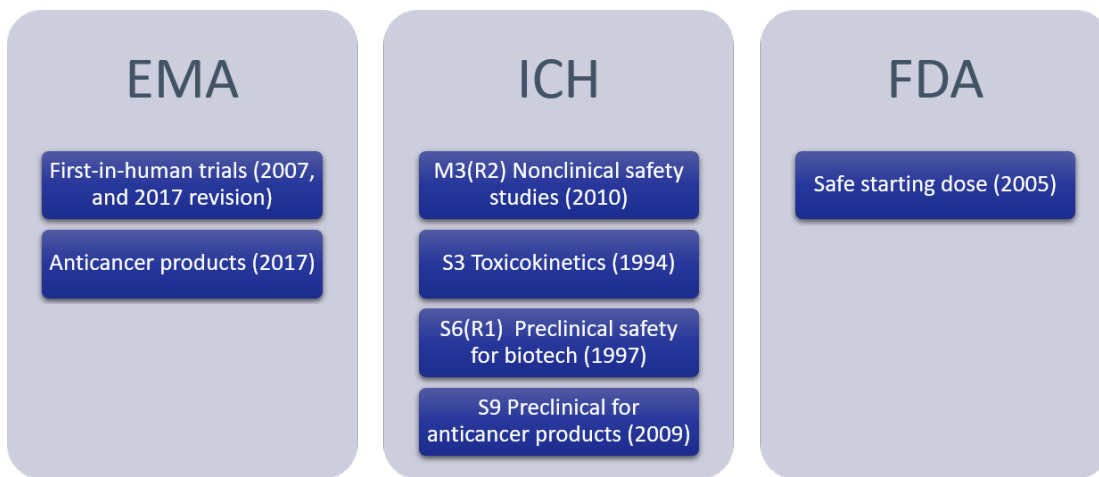 EMA
First-in-human trials (2007,
and 2017 revision)
Anticancer products (2017)
ICH
M3(R2) Nonclinical safety
studies (2010)
S3 Toxicokinetics (1994)
S6(R1)  Preclinical safety
for biotech (1997)
S9 Preclinical for
anticancer products (2009)
FDA
Safe starting dose (2005)